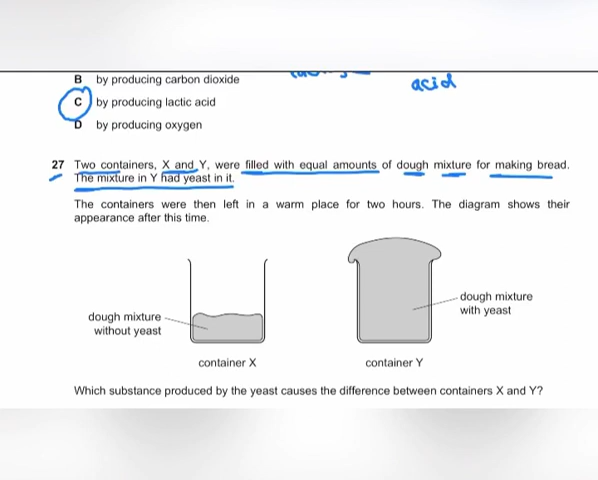 B by producing carbon dioxide
acid
C by producing lactic acid
D by producing oxygen
27 Two containers, X and Y, were filled with equal amounts of dough mixture for making bread.
The mixture in Y had yeast in it.
The containers were then left in a warm place for two hours. The diagram shows their
appearance after this time.
dough mixture
without yeast
dough mixture
with yeast
container X
container Y
Which substance produced by the yeast causes the difference between containers X and Y?